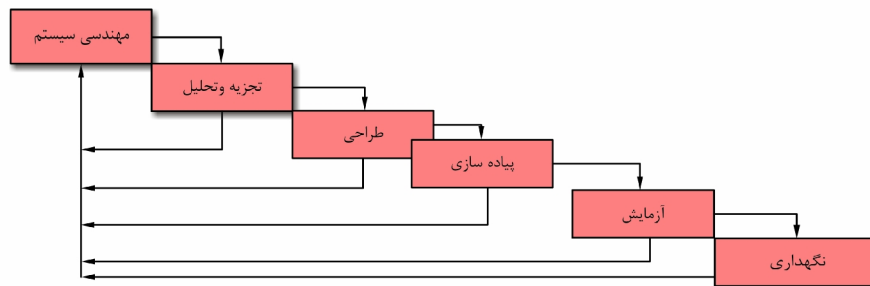 مهندسی سیستم
تجزیه وتحلیل
طراحی
پیاده سازی
آزمایش
نگهداری